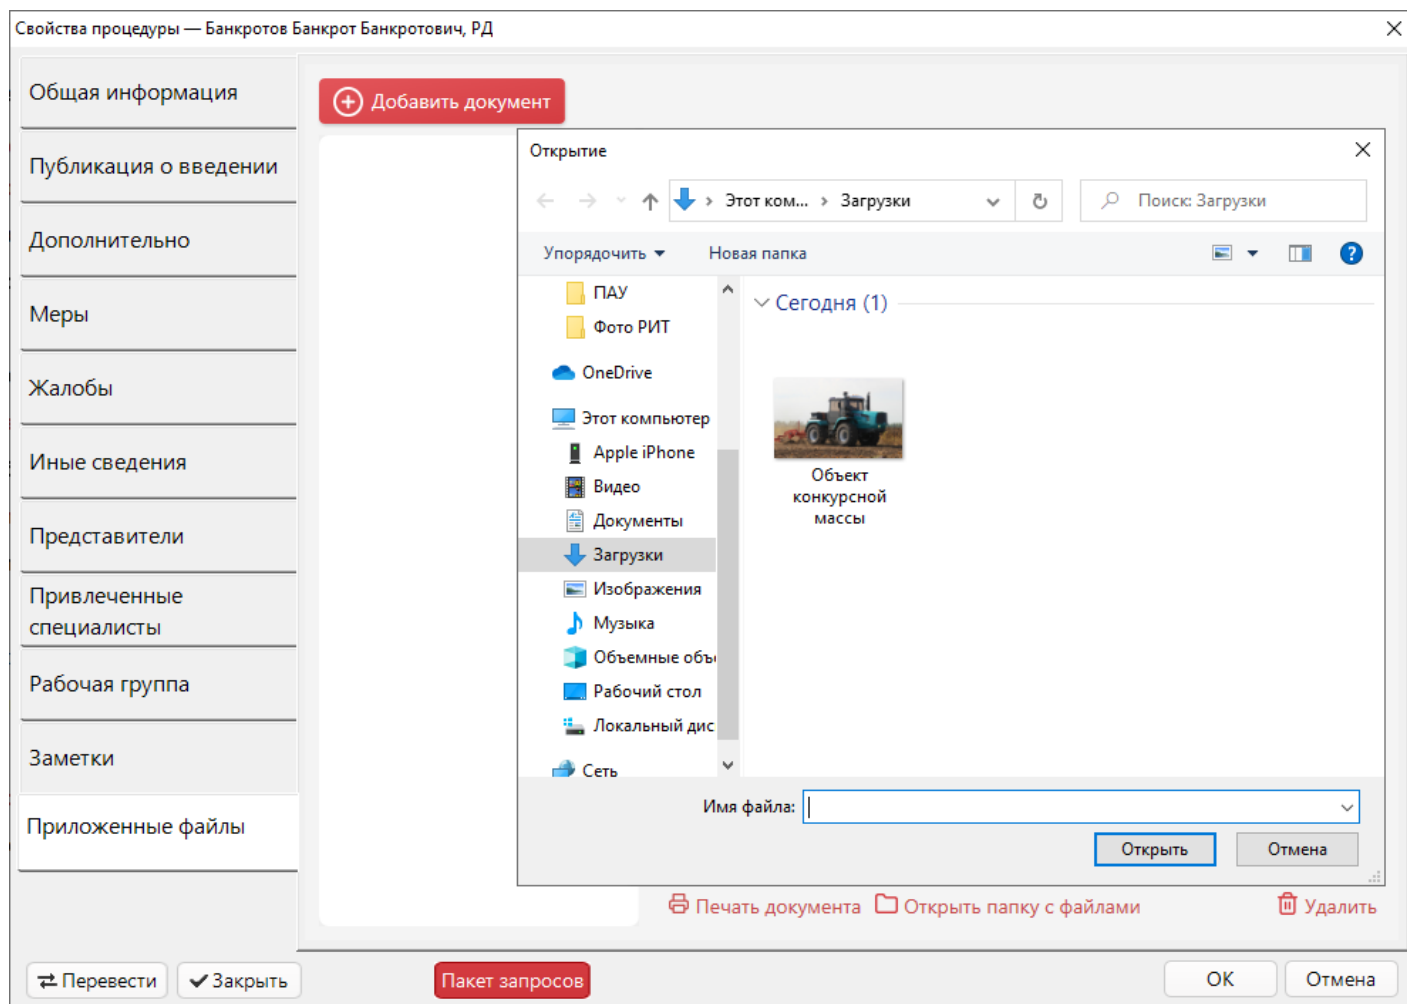 Свойства процедуры — Банкротов Банкрот Банкротович, РД
Общая информация
Публикация о введении
Дополнительно
Меры
Жалобы
Иные сведения
Представители
Привлеченные
специалисты
Рабочая группа
Заметки
Приложенные файлы
Добавить документ
Открытие
Этот ком... › Загрузки
Поиск: Загрузки
Упорядочить
Новая папка
ПАУ
Фото РИТ
OneDrive
Этот компьютер
Apple iPhone
Видео
Документы
Загрузки
Изображения
Музыка
Объемные объ
Рабочий стол
Локальный дис
Сеть
Сегодня (1)
Объект
конкурсной
массы
Имя файла:
Открыть
Отмена
Печать документа
Открыть папку с файлами
Удалить
Перевести
Закрыть
Пакет запросов
ОК
Отмена